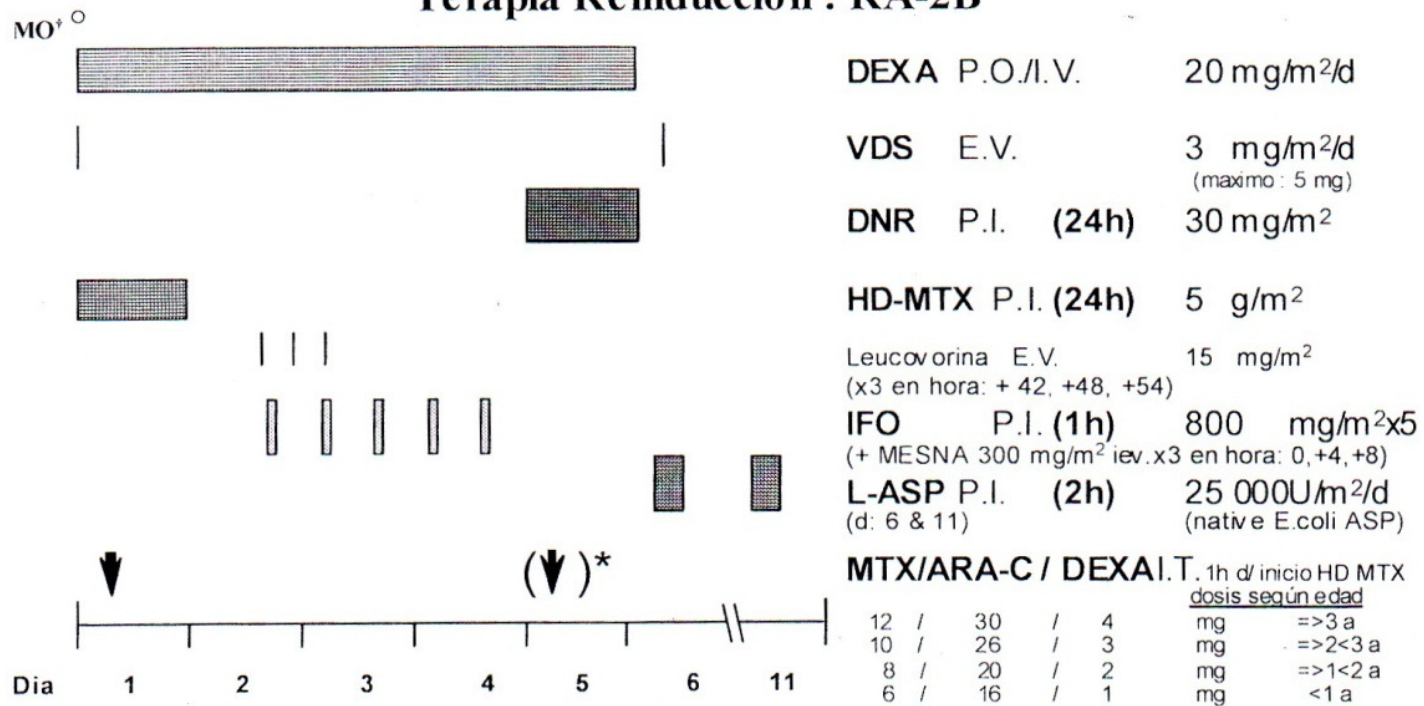 Terapia Reinducción : RA-2B
MO† O
DEXA P.O./I.V. 20 mg/m²/d
VDS E.V. 3 mg/m²/d
(maximo : 5 mg)
DNR P.I. (24h) 30 mg/m²
HD-MTX P.I. (24h) 5 g/m²
Leucovorina E.V. 15 mg/m²
(x3 en hora: + 42, +48, +54)
IFO P.I. (1h) 800 mg/m²x5
(+ MESNA 300 mg/m² iev.x3 en hora: 0,+4,+8)
L-ASP P.I. (2h) 25 000U/m²/d
(d: 6 & 11) (native E.coli ASP)
( )*
MTX/ARA-C / DEXA I.T. 1h d/ inicio HD MTX
dosis según edad
12 / 30 / 4 mg =>3 a
10 / 26 / 3 mg =>2<3 a
8 / 20 / 2 mg =>1<2 a
6 / 16 / 1 mg <1 a
Dia 1 2 3 4 5 6 11